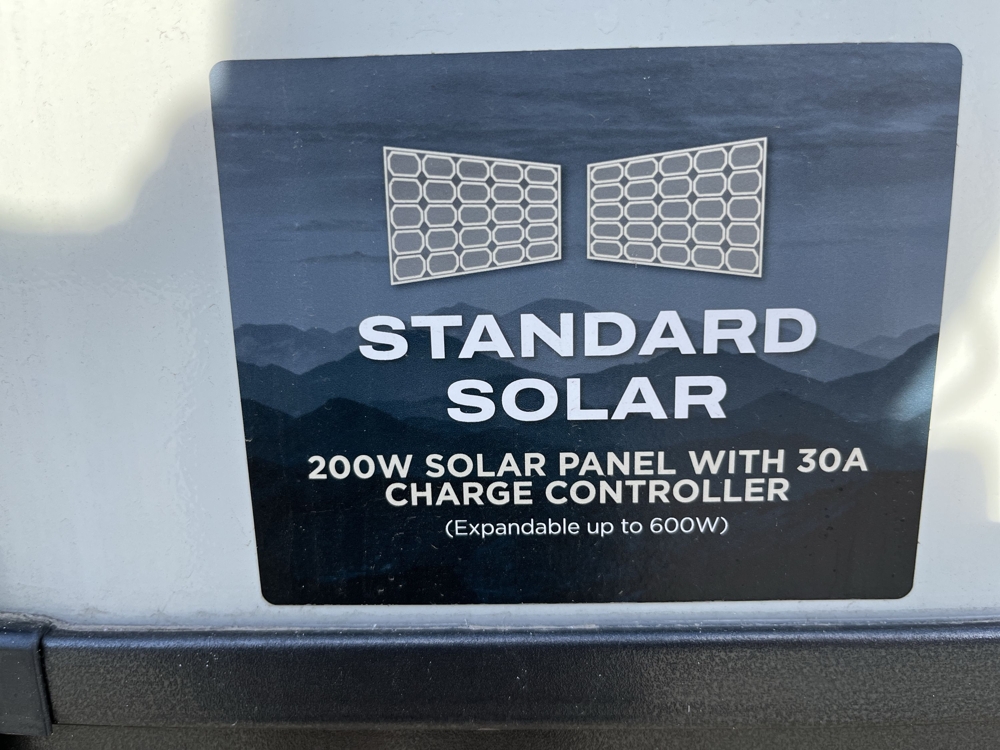 STANDARD
SOLAR
200W SOLAR PANEL WITH 30A
CHARGE CONTROLLER
(Expandable up to 600W)